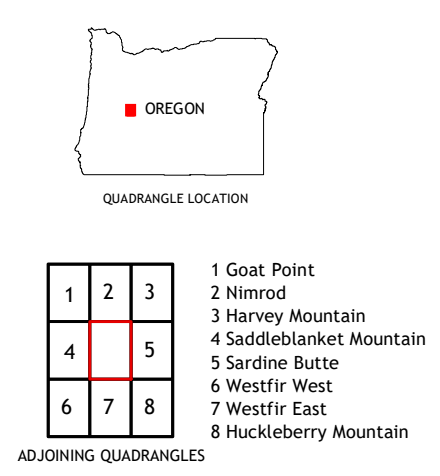 OREGON
QUADRANGLE LOCATION
1 2 3
4 5
6 7 8
1 Goat Point
2 Nimrod
3 Harvey Mountain
4 Saddleblanket Mountain
5 Sardine Butte
6 Westfir West
7 Westfir East
8 Huckleberry Mountain
ADJOINING QUADRANGLES